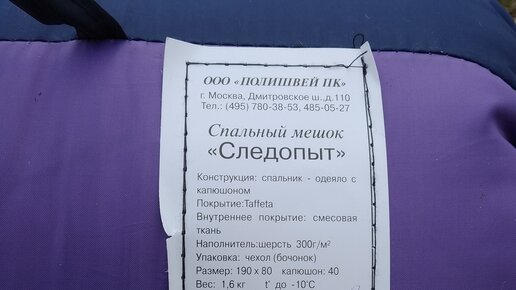 ООО «ПОЛИШВЕЙ ПК»
г. Москва, Дмитровское ш.,д.110
Тел.: (495) 780-38-53, 485-05-27
Спальный мешок
«Следопыт»
Конструкция: спальник - одеяло с
капюшоном
Покрытие:Taffeta
Внутреннее покрытие: смесовая
ткань
Наполнитель:шерсть 300г/м²
Упаковка: чехол (бочонок)
Размер: 190 х 80 капюшон: 40
Вес: 1,6 кг t° до -10°С